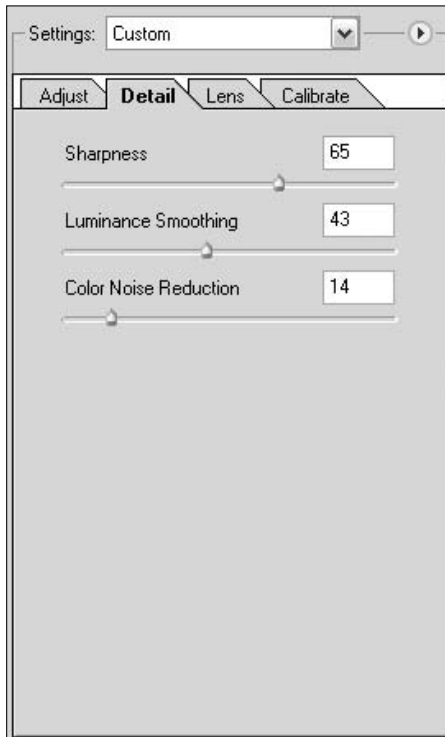 Settings: Custom
Adjust Detail Lens Calibrate
Sharpness 65
Luminance Smoothing 43
Color Noise Reduction 14